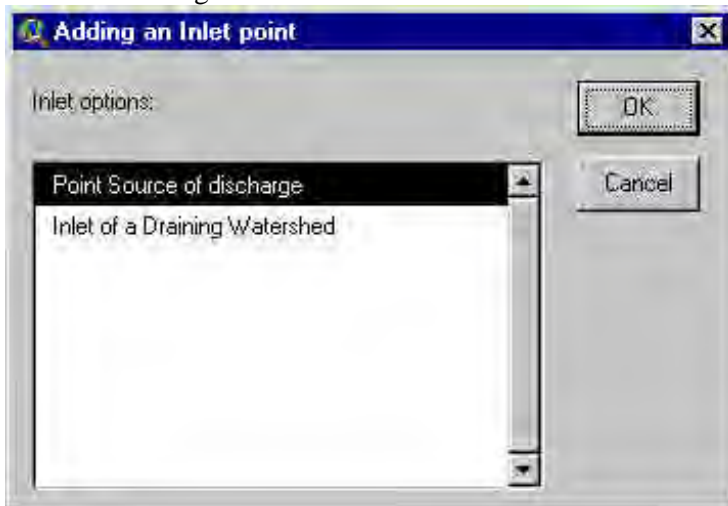 Adding an Inlet point
Inlet options:
OK
Point Source of discharge
Cancel
Inlet of a Draining Watershed